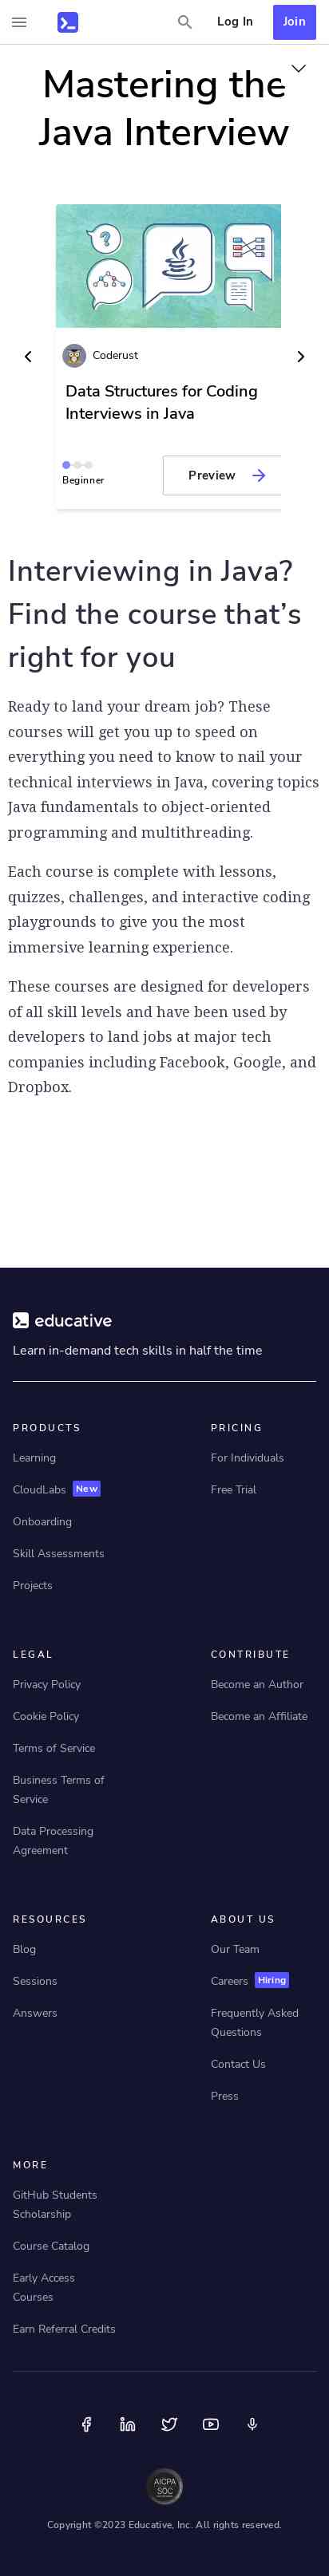 Log In
Join
Mastering the
Java Interview
Coderust
Data Structures for Coding
Interviews in Java
Beginner
Preview
Interviewing in Java?
Find the course that’s
right for you
Ready to land your dream job? These
courses will get you up to speed on
everything you need to know to nail your
technical interviews in Java, covering topics
Java fundamentals to object-oriented
programming and multithreading.
Each course is complete with lessons,
quizzes, challenges, and interactive coding
playgrounds to give you the most
immersive learning experience.
These courses are designed for developers
of all skill levels and have been used by
developers to land jobs at major tech
companies including Facebook, Google, and
Dropbox.
educative
Learn in-demand tech skills in half the time
PRODUCTS
Learning
CloudLabs New
Onboarding
Skill Assessments
Projects
PRICING
For Individuals
Free Trial
LEGAL
Privacy Policy
Cookie Policy
Terms of Service
Business Terms of
Service
Data Processing
Agreement
CONTRIBUTE
Become an Author
Become an Affiliate
RESOURCES
Blog
Sessions
Answers
ABOUT US
Our Team
Careers Hiring
Frequently Asked
Questions
Contact Us
Press
MORE
GitHub Students
Scholarship
Course Catalog
Early Access
Courses
Earn Referral Credits
AICPA
SOC
Copyright ©2023 Educative, Inc. All rights reserved.